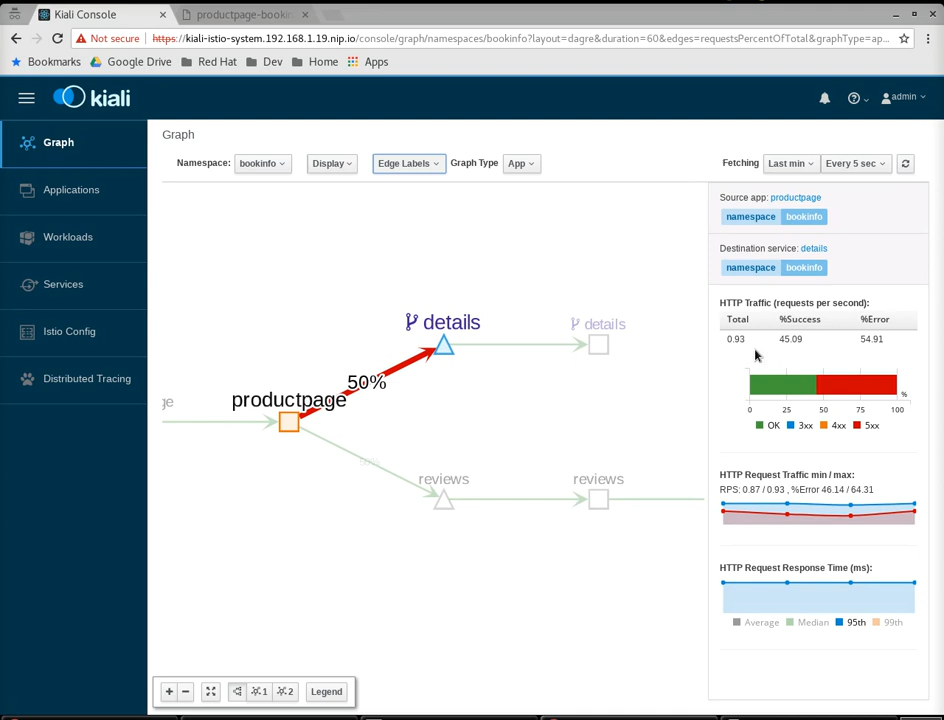 Kiali Console
productpage-bookin
Not secure https://kiali-istio-system.192.168.1.19.nip.io/console/graph/namespaces/bookinfo?layout=dagre&duration=60&edges=requestsPercentOfTotal&graphType=ap...
Bookmarks Google Drive Red Hat Dev Home Apps
kiali
admin
Graph
Applications
Workloads
Services
Istio Config
Distributed Tracing
Graph
Namespace: bookinfo Display Edge Labels Graph Type App
Fetching Last min Every 5 sec
details
details
50%
productpage
ge
50%
reviews
reviews
Source app: productpage
namespace bookinfo
Destination service: details
namespace bookinfo
HTTP Traffic (requests per second):
Total %Success %Error
0.93 45.09 54.91
%
0 25 50 75 100
OK 3xx 4xx 5xx
HTTP Request Traffic min / max:
RPS: 0.87 / 0.93 , %Error 46.14 / 64.31
HTTP Request Response Time (ms):
Average Median 95th 99th
1 2 Legend